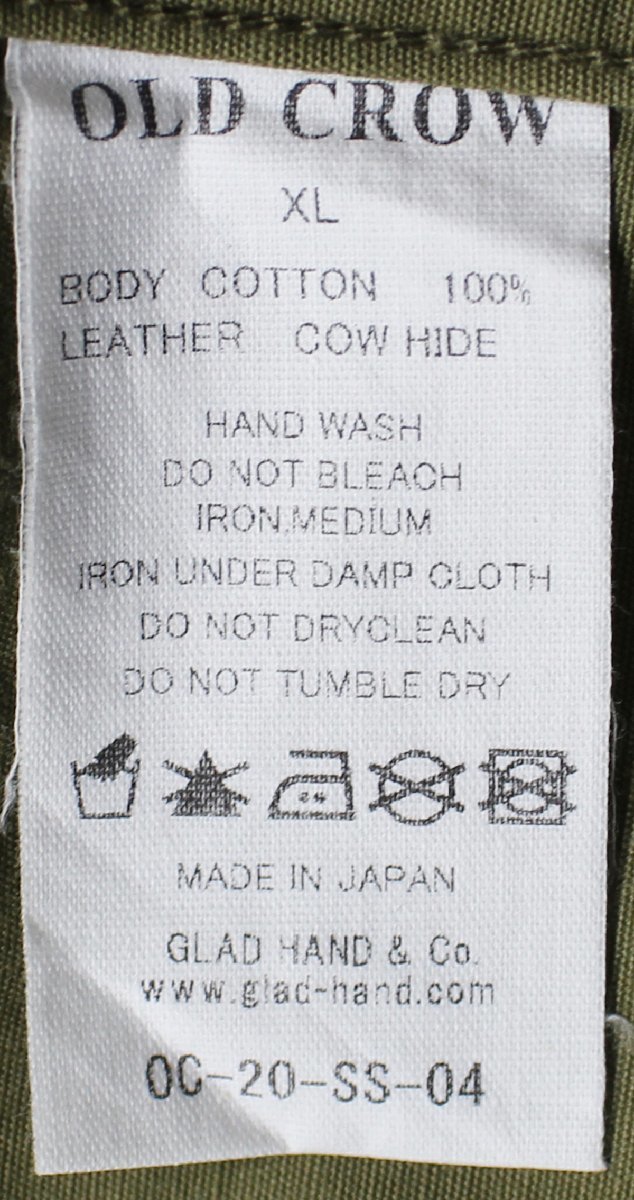 OLD CROW
XL
BODY COTTON 100%
LEATHER COW HIDE
HAND WASH
DO NOT BLEACH
IRON.MEDIUM
IRON UNDER DAMP CLOTH
DO NOT DRYCLEAN
DO NOT TUMBLE DRY
MADE IN JAPAN
GLAD HAND & Co.
www.glad-hand.com
OC-20-SS-04